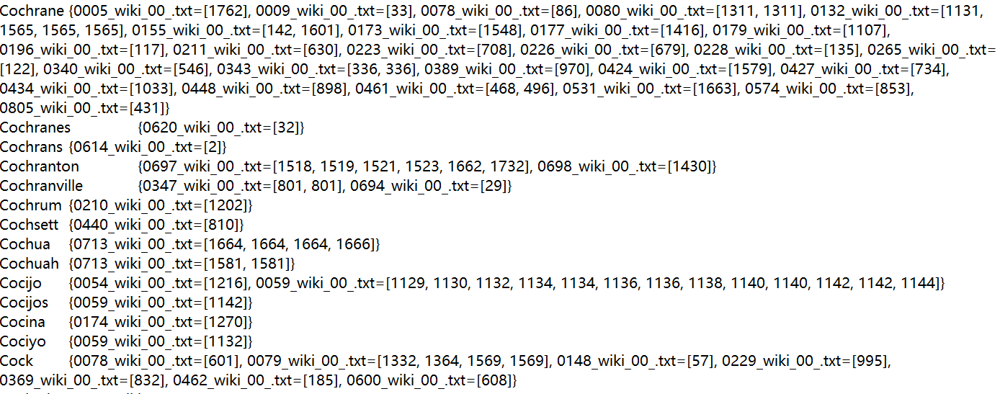 Cochrane {0005_wiki_00_.txt=[1762], 0009_wiki_00_.txt=[33], 0078_wiki_00_.txt=[86], 0080_wiki_00_.txt=[1311, 1311], 0132_wiki_00_.txt=[1131,
1565, 1565, 1565], 0155_wiki_00_.txt=[142, 1601], 0173_wiki_00_.txt=[1548], 0177_wiki_00_.txt=[1416], 0179_wiki_00_.txt=[1107],
0196_wiki_00_.txt=[117], 0211_wiki_00_.txt=[630], 0223_wiki_00_.txt=[708], 0226_wiki_00_.txt=[679], 0228_wiki_00_.txt=[135], 0265_wiki_00_.txt=
[122], 0340_wiki_00_.txt=[546], 0343_wiki_00_.txt=[336, 336], 0389_wiki_00_.txt=[970], 0424_wiki_00_.txt=[1579], 0427_wiki_00_.txt=[734],
0434_wiki_00_.txt=[1033], 0448_wiki_00_.txt=[898], 0461_wiki_00_.txt=[468, 496], 0531_wiki_00_.txt=[1663], 0574_wiki_00_.txt=[853],
0805_wiki_00_.txt=[431]}
Cochranes {0620_wiki_00_.txt=[32]}
Cochrans {0614_wiki_00_.txt=[2]}
Cochranton {0697_wiki_00_.txt=[1518, 1519, 1521, 1523, 1662, 1732], 0698_wiki_00_.txt=[1430]}
Cochranville {0347_wiki_00_.txt=[801, 801], 0694_wiki_00_.txt=[29]}
Cochrum {0210_wiki_00_.txt=[1202]}
Cochsett {0440_wiki_00_.txt=[810]}
Cochua {0713_wiki_00_.txt=[1664, 1664, 1664, 1666]}
Cochuah {0713_wiki_00_.txt=[1581, 1581]}
Cocijo {0054_wiki_00_.txt=[1216], 0059_wiki_00_.txt=[1129, 1130, 1132, 1134, 1134, 1136, 1136, 1138, 1140, 1140, 1142, 1142, 1144]}
Cocijos {0059_wiki_00_.txt=[1142]}
Cocina {0174_wiki_00_.txt=[1270]}
Cociyo {0059_wiki_00_.txt=[1132]}
Cock {0078_wiki_00_.txt=[601], 0079_wiki_00_.txt=[1332, 1364, 1569, 1569], 0148_wiki_00_.txt=[57], 0229_wiki_00_.txt=[995],
0369_wiki_00_.txt=[832], 0462_wiki_00_.txt=[185], 0600_wiki_00_.txt=[608]}